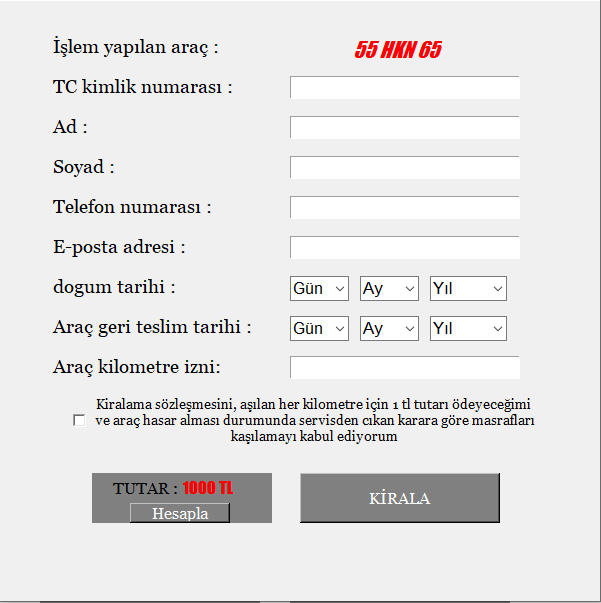 İşlem yapılan araç : 55 HKN 65
TC kimlik numarası :
Ad :
Soyad :
Telefon numarası :
E-posta adresi :
dogum tarihi : Gün Ay Yıl
Araç geri teslim tarihi : Gün Ay Yıl
Araç kilometre izni:
Kiralama sözleşmesini, aşılan her kilometre için 1 tl tutarı ödeyeceğimi
ve araç hasar alması durumunda servisden cıkan karara göre masrafları
kaşılamayı kabul ediyorum
TUTAR : 1000 TL
Hesapla
KİRALA